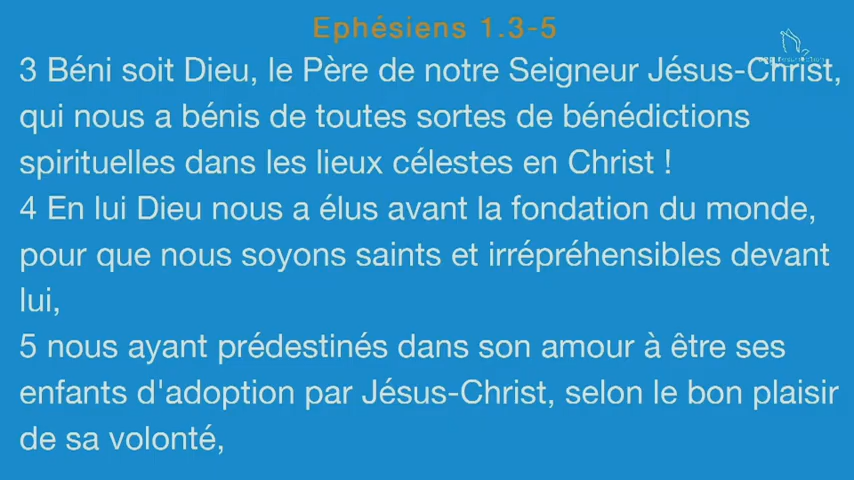 Ephésiens 1.3-5
3 Béni soit Dieu, le Père de notre Seigneur Jésus-Christ,
qui nous a bénis de toutes sortes de bénédictions
spirituelles dans les lieux célestes en Christ !
4 En lui Dieu nous a élus avant la fondation du monde,
pour que nous soyons saints et irrépréhensibles devant
lui,
5 nous ayant prédestinés dans son amour à être ses
enfants d'adoption par Jésus-Christ, selon le bon plaisir
de sa volonté,